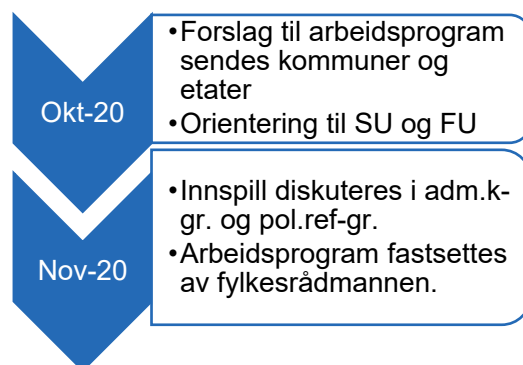 Okt-20
•Forslag til arbeidsprogram
sendes kommuner og
etater
•Orientering til SU og FU
Nov-20
•Innspill diskuteres i adm.k-
gr. og pol.ref-gr.
•Arbeidsprogram fastsettes
av fylkesrådmannen.